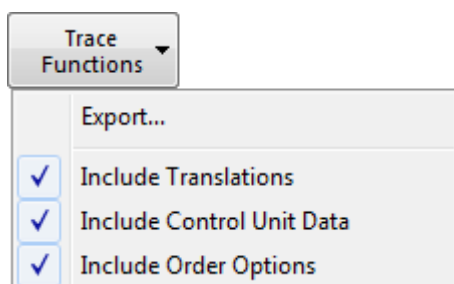 Trace
Functions
Export...
Include Translations
Include Control Unit Data
Include Order Options